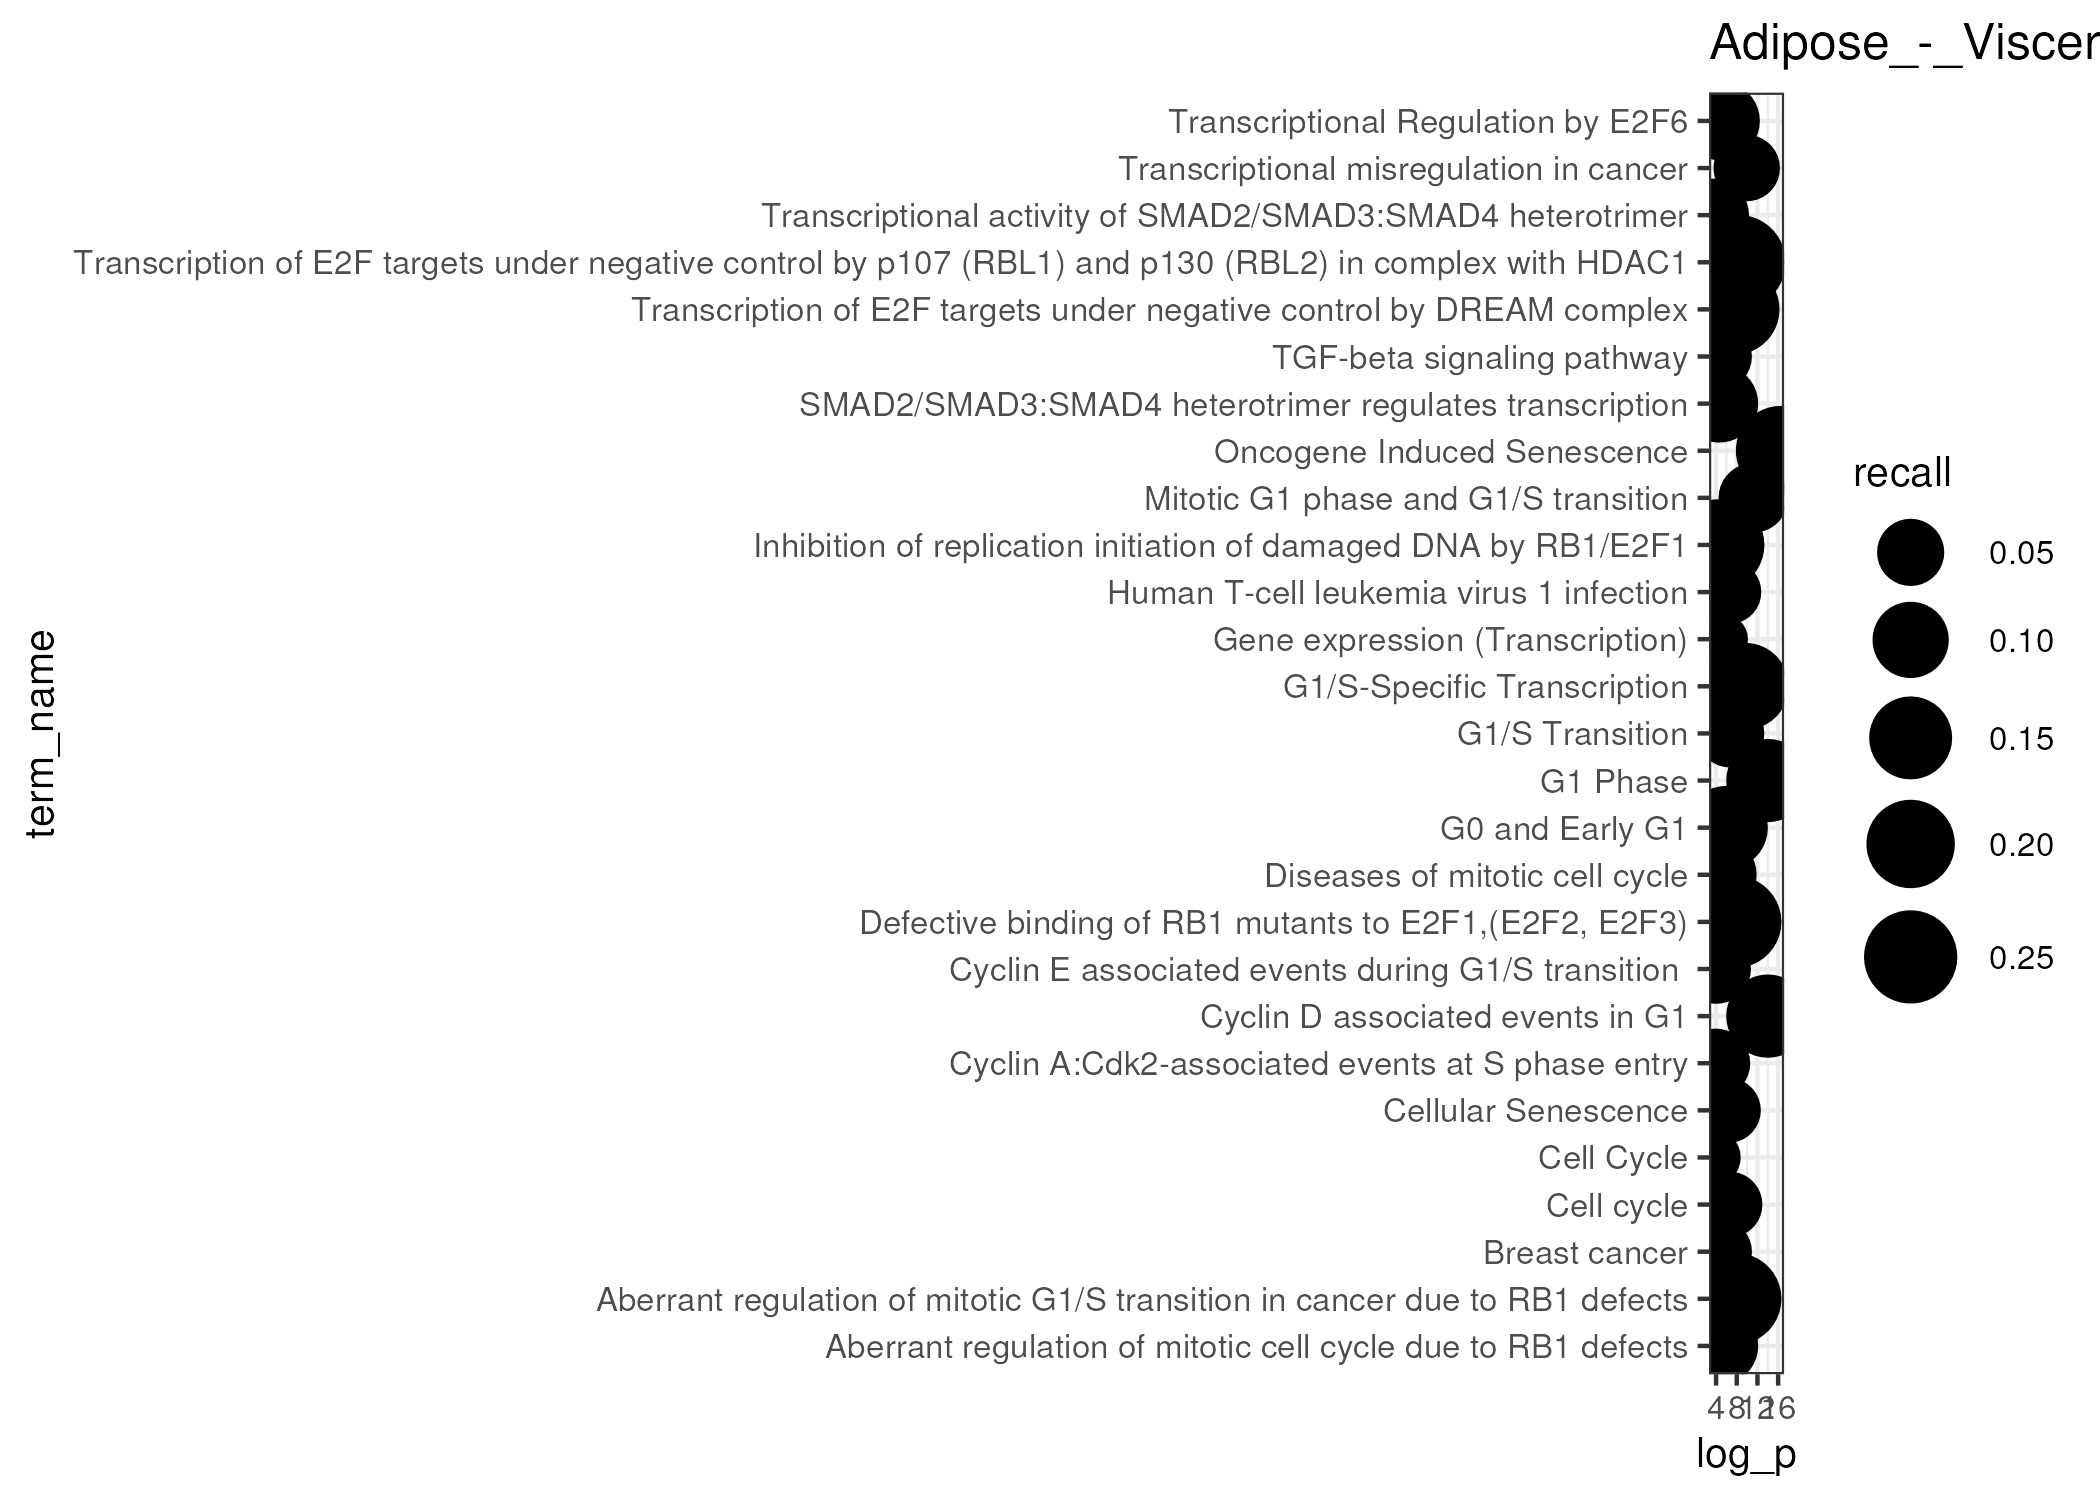 Adipose_-_Viscer
Transcriptional Regulation by E2F6
Transcriptional misregulation in cancer
Transcriptional activity of SMAD2/SMAD3:SMAD4 heterotrimer
Transcription of E2F targets under negative control by p107 (RBL1) and p130 (RBL2) in complex with HDAC1
Transcription of E2F targets under negative control by DREAM complex
TGF-beta signaling pathway
SMAD2/SMAD3:SMAD4 heterotrimer regulates transcription
Oncogene Induced Senescence
Mitotic G1 phase and G1/S transition
Inhibition of replication initiation of damaged DNA by RB1/E2F1
Human T-cell leukemia virus 1 infection
Gene expression (Transcription)
G1/S-Specific Transcription
G1/S Transition
G1 Phase
G0 and Early G1
Diseases of mitotic cell cycle
Defective binding of RB1 mutants to E2F1,(E2F2, E2F3)
Cyclin E associated events during G1/S transition
Cyclin D associated events in G1
Cyclin A:Cdk2-associated events at S phase entry
Cellular Senescence
Cell Cycle
Cell cycle
Breast cancer
Aberrant regulation of mitotic G1/S transition in cancer due to RB1 defects
Aberrant regulation of mitotic cell cycle due to RB1 defects
term_name
4 8 12 16
log_p
recall
0.05
0.10
0.15
0.20
0.25